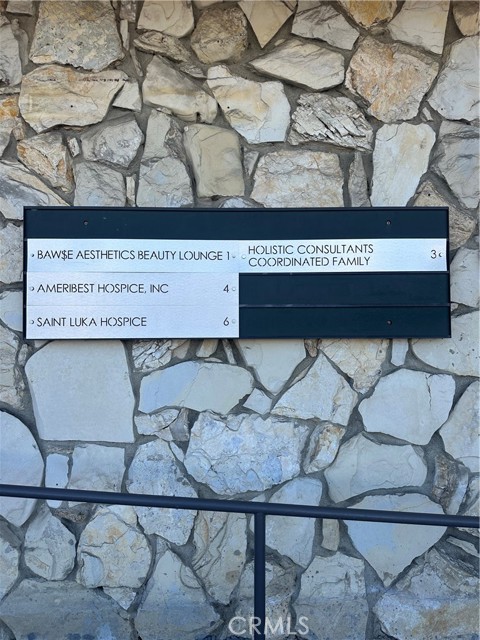 BAW$E AESTHETICS BEAUTY LOUNGE 1
HOLISTIC CONSULTANTS
COORDINATED FAMILY 3
AMERIBEST HOSPICE, INC 4
SAINT LUKA HOSPICE 6
CRMLS